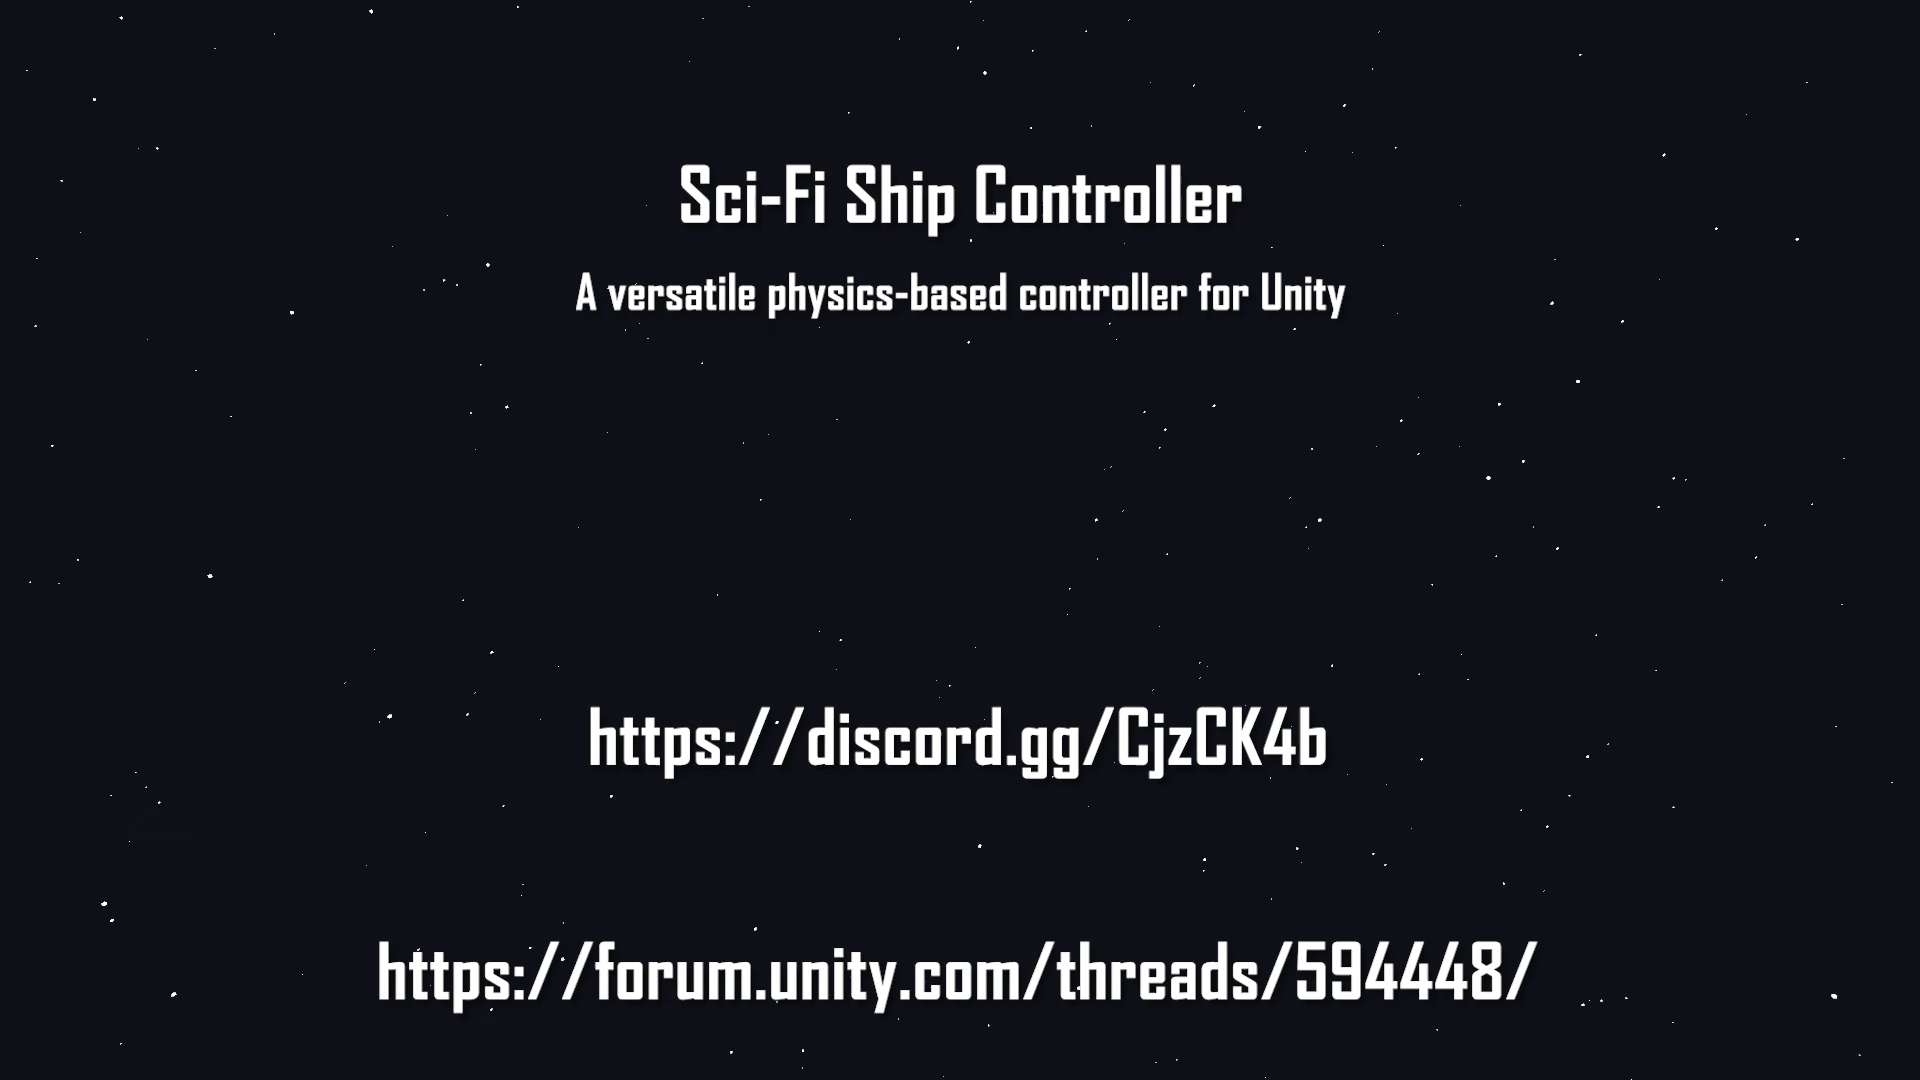 Sci-Fi Ship Controller
A versatile physics-based controller for Unity
https://discord.gg/CjzCK4b
https://forum.unity.com/threads/594448/